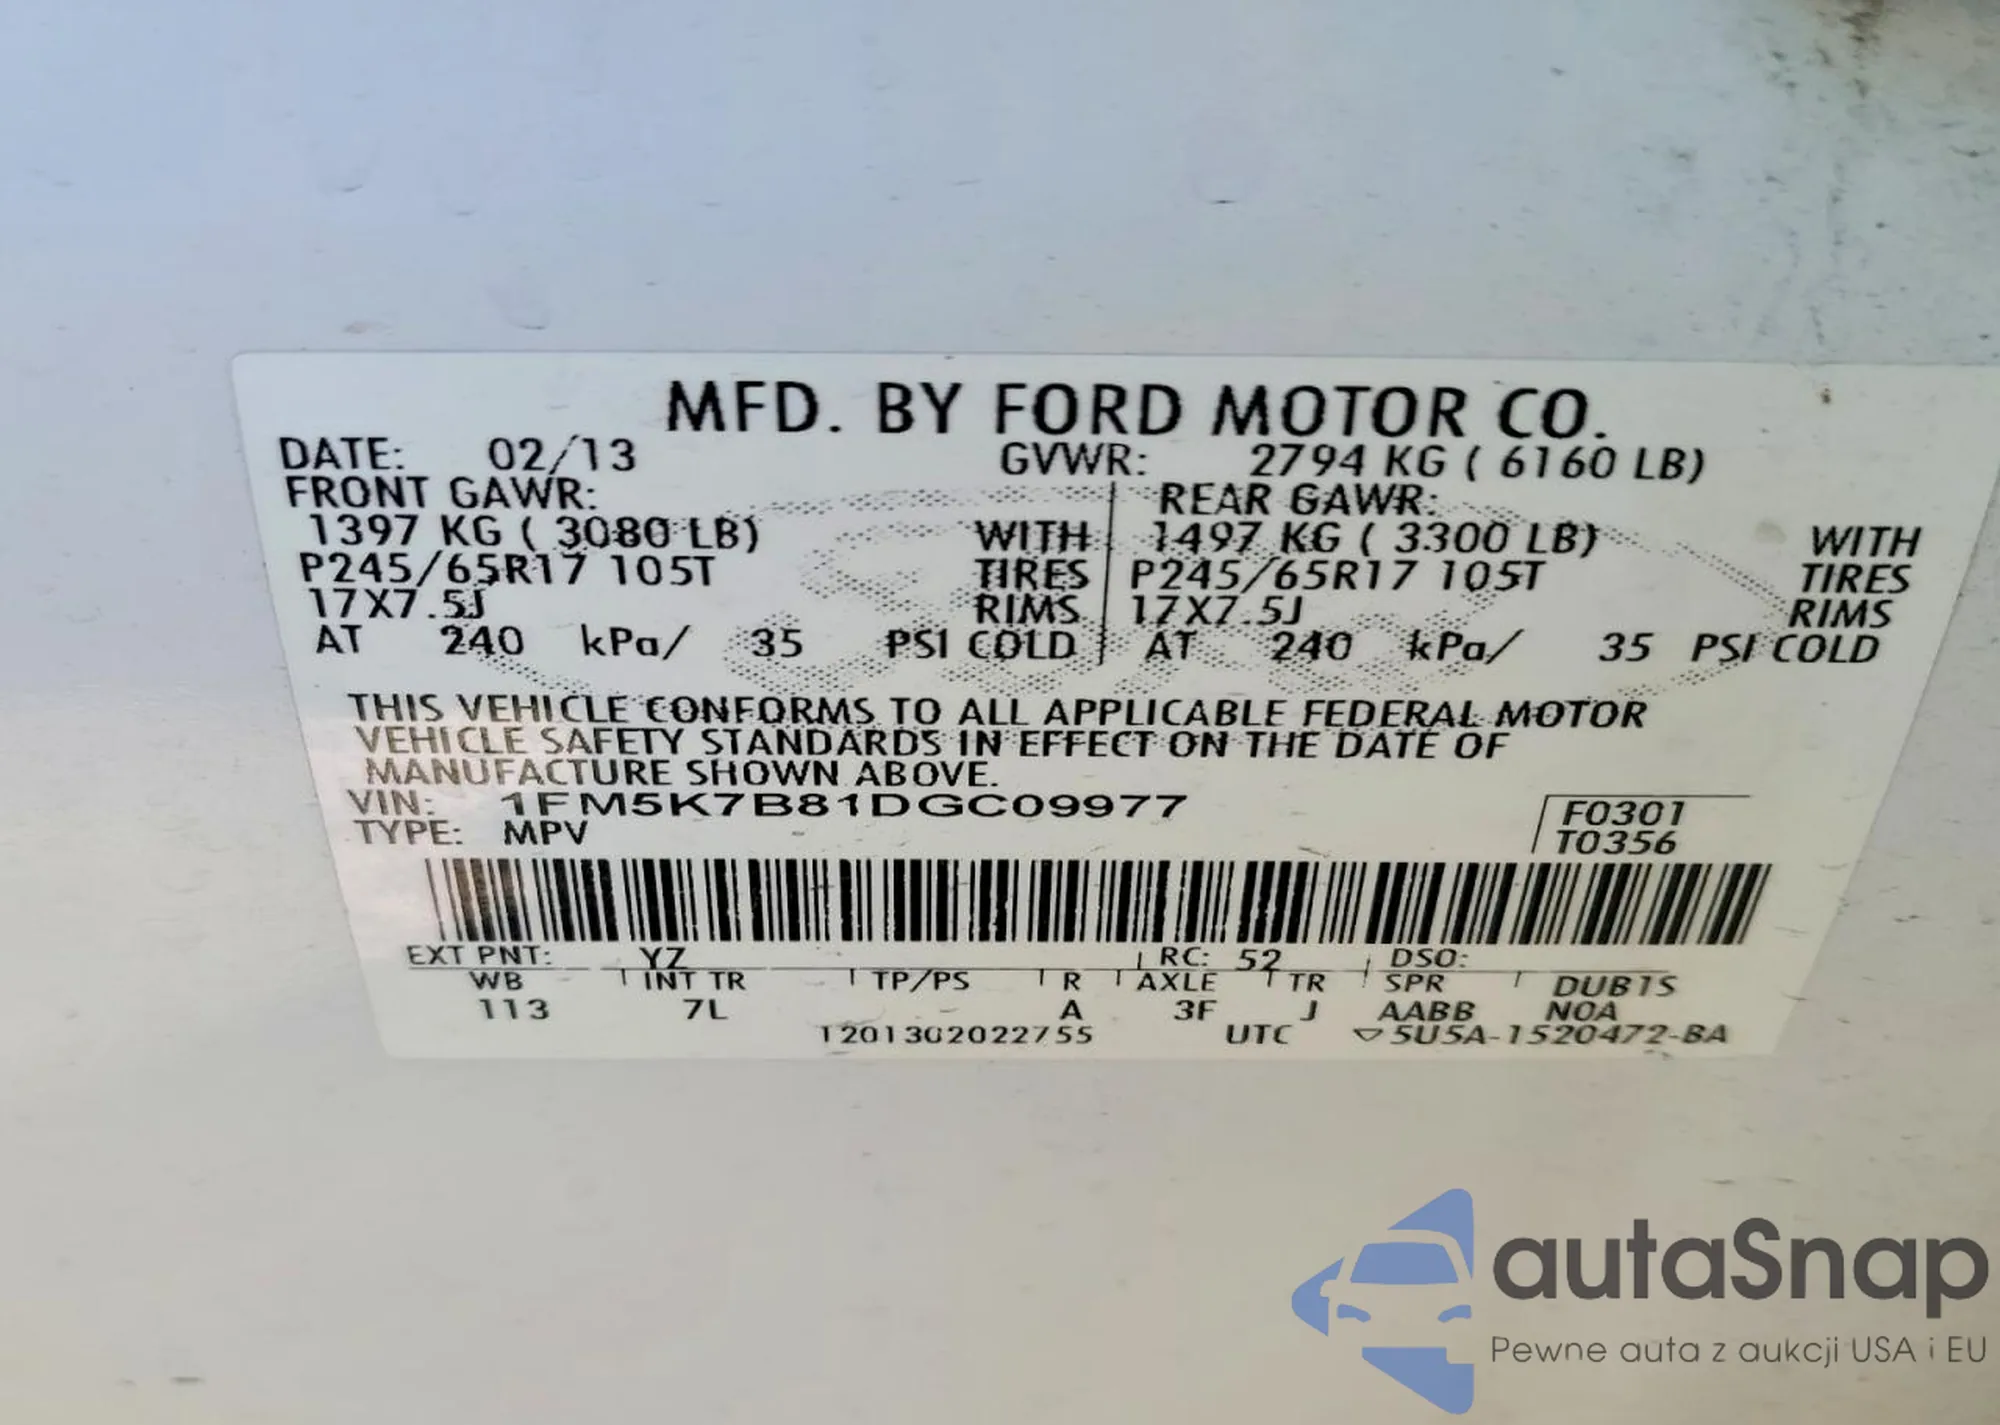 MFD. BY FORD MOTOR CO.
DATE: 02/13 GVWR: 2794 KG ( 6160 LB)
FRONT GAWR: REAR GAWR:
1397 KG ( 3080 LB) WITH 1497 KG ( 3300 LB) WITH
P245/65R17 105T TIRES P245/65R17 105T TIRES
17X7.5J RIMS 17X7.5J RIMS
AT 240 kPa/ 35 PSI COLD AT 240 kPa/ 35 PSI COLD
THIS VEHICLE CONFORMS TO ALL APPLICABLE FEDERAL MOTOR
VEHICLE SAFETY STANDARDS IN EFFECT ON THE DATE OF
MANUFACTURE SHOWN ABOVE.
VIN: 1FM5K7B81DGC09977 F0301
TYPE: MPV T0356
EXT PNT: YZ RC: 52 DSO:
WB INT TR TP/PS R AXLE TR SPR DUB1S
113 7L A 3F J AABB NOA
12013C2022755 UTC ▽5U5A-1520472-BA
autaSnap
Pewne auta z aukcji USA i EU